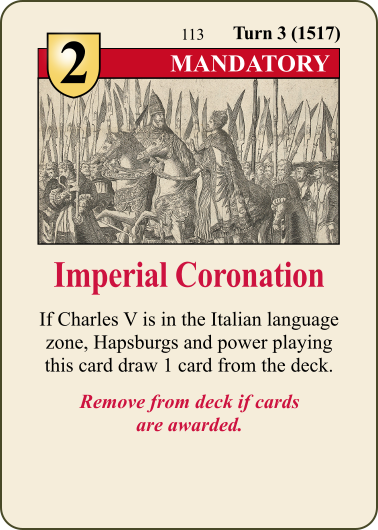 113 Turn 3 (1517)
2
MANDATORY
Imperial Coronation
If Charles V is in the Italian language
zone, Hapsburgs and power playing
this card draw 1 card from the deck.
Remove from deck if cards
are awarded.